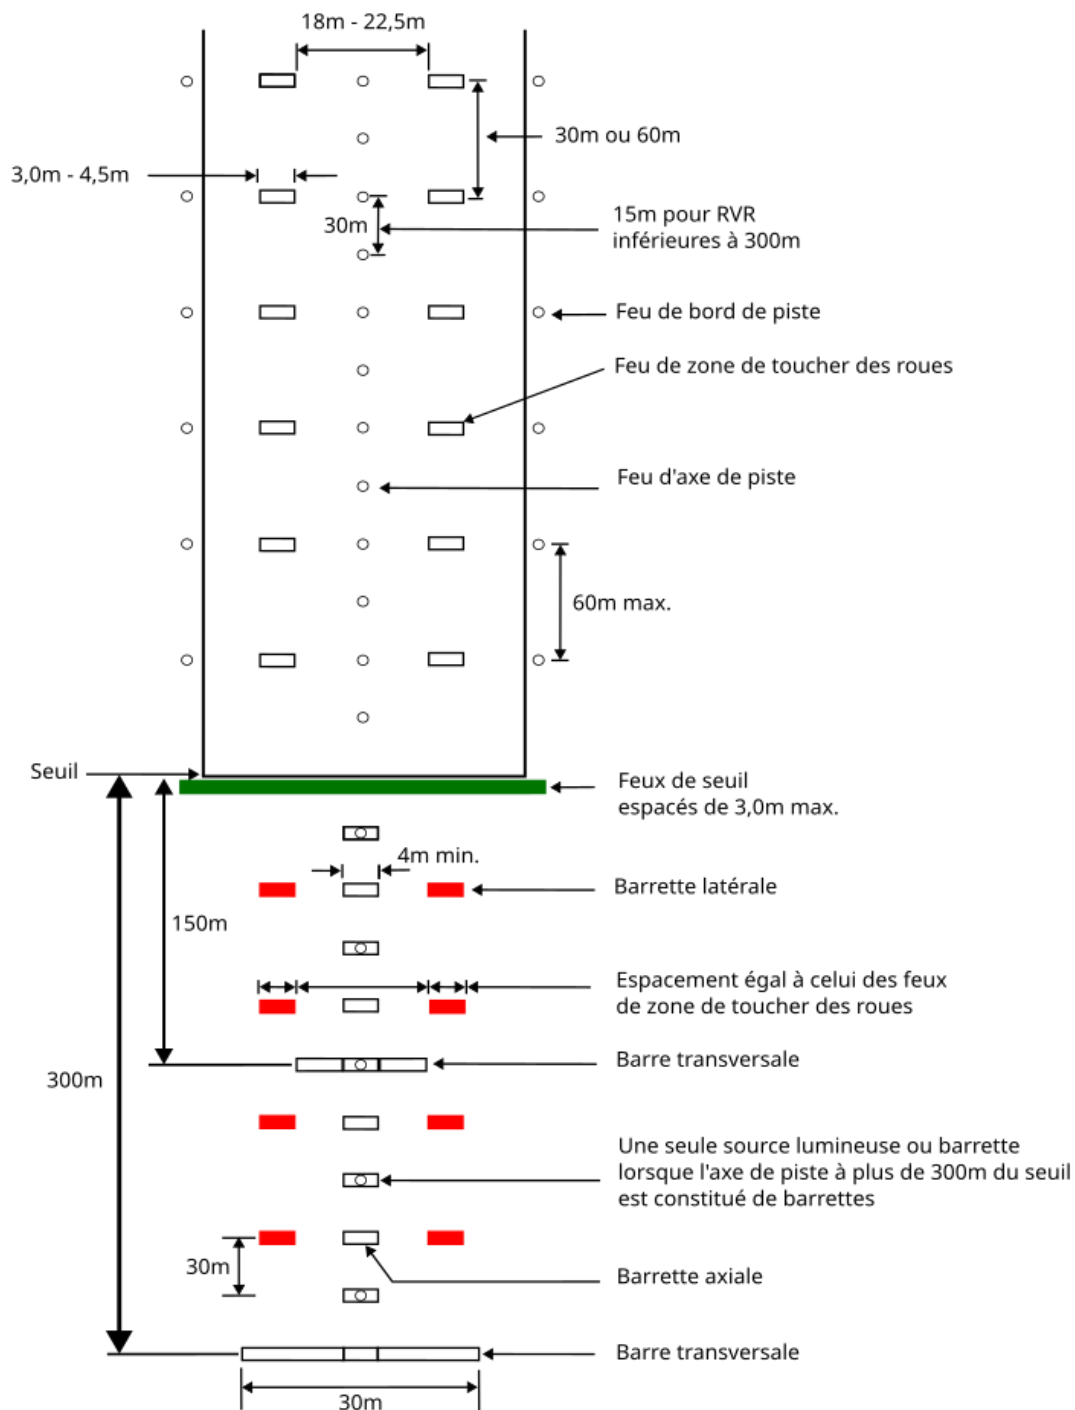 18m - 22,5m
30m ou 60m
3,0m - 4,5m
30m
15m pour RVR
inférieures à 300m
Feu de bord de piste
Feu de zone de toucher des roues
Feu d'axe de piste
60m max.
Seuil
Feux de seuil
espacés de 3,0m max.
4m min.
Barrette latérale
150m
Espacement égal à celui des feux
de zone de toucher des roues
Barre transversale
300m
Une seule source lumineuse ou barrette
lorsque l'axe de piste à plus de 300m du seuil
est constitué de barrettes
30m
Barrette axiale
Barre transversale
30m